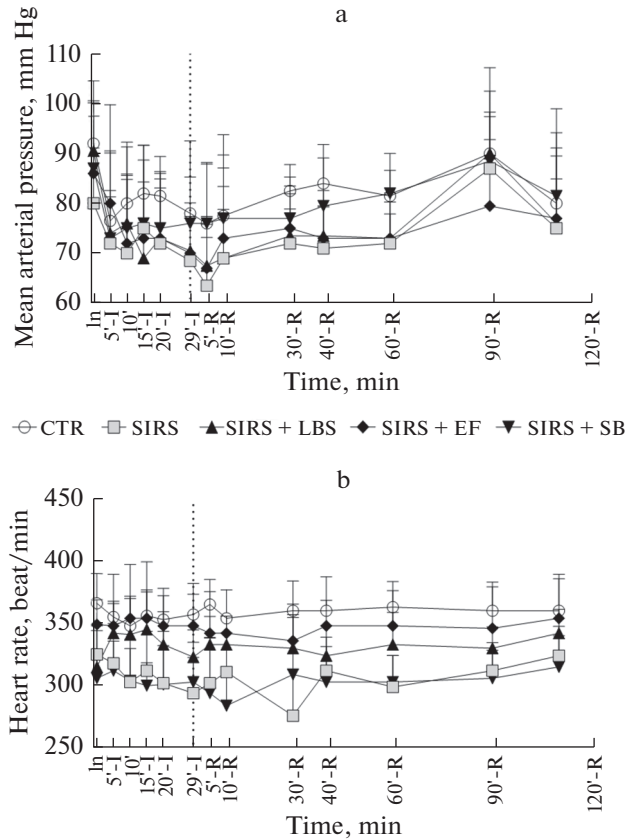 a
Mean arterial pressure, mm Hg
110
100
90
80
70
60
In
5'-I
10'
15'-I
20'-I
29'-I
5'-R
10'-R
30'-R
40'-R
60'-R
90'-R
120'-R
Time, min
CTR SIRS SIRS + LBS SIRS + EF SIRS + SB
b
Heart rate, beat/min
450
400
350
300
250
In
5'-I
10'
15'-I
20'-I
29'-I
5'-R
10'-R
30'-R
40'-R
60'-R
90'-R
120'-R
Time, min